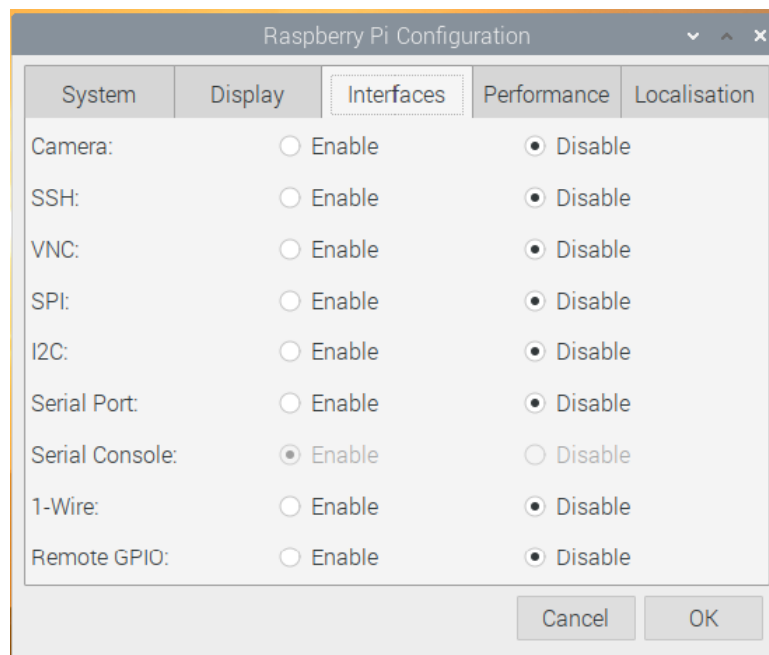 Raspberry Pi Configuration
System Display Interfaces Performance Localisation
Camera: Enable Disable
SSH: Enable Disable
VNC: Enable Disable
SPI: Enable Disable
I2C: Enable Disable
Serial Port: Enable Disable
Serial Console: Enable Disable
1-Wire: Enable Disable
Remote GPIO: Enable Disable
Cancel OK